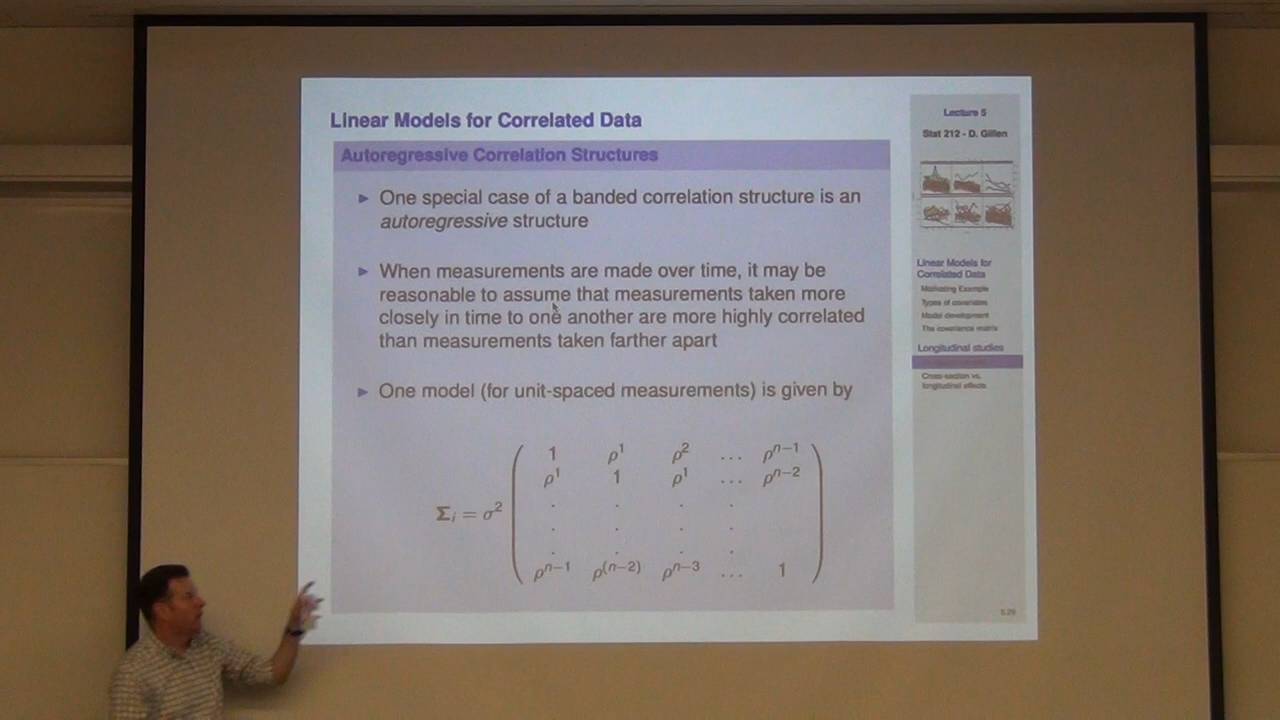 Linear Models for Correlated Data
Autoregressive Correlation Structures
► One special case of a banded correlation structure is an
autoregressive structure
► When measurements are made over time, it may be
reasonable to assume that measurements taken more
closely in time to one another are more highly correlated
than measurements taken farther apart
► One model (for unit-spaced measurements) is given by
1 ρ¹ ρ² ... ρⁿ⁻¹
ρ¹ 1 ρ¹ ... ρⁿ⁻²
. . . .
Σᵢ = σ²
. . . .
. . . .
ρⁿ⁻¹ ρ⁽ⁿ⁻²⁾ ρⁿ⁻³ ... 1
Lecture 5
Stat 212 - D. Gillen
Linear Models for
Correlated Data
Motivating Example
Types of covariates
Model development
The covariance matrix
Longitudinal studies
Cross-section vs.
longitudinal effects